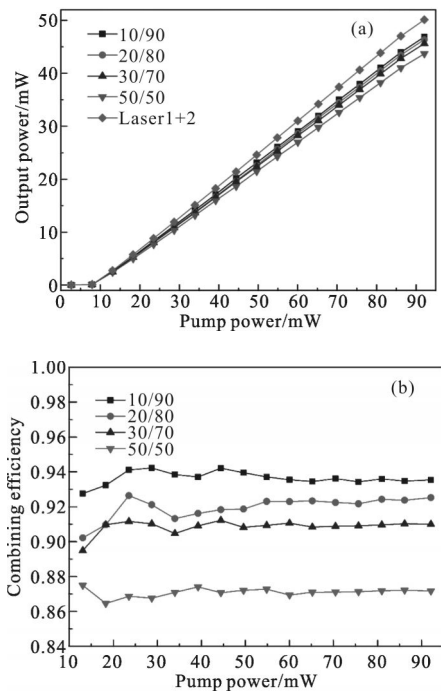 (a)
10/90
20/80
30/70
50/50
Laser1+2
Output power/mW
50
40
30
20
10
0
0 10 20 30 40 50 60 70 80 90
Pump power/mW
(b)
10/90
20/80
30/70
50/50
Combining efficiency
1.00
0.98
0.96
0.94
0.92
0.90
0.88
0.86
0.84
10 20 30 40 50 60 70 80 90
Pump power/mW